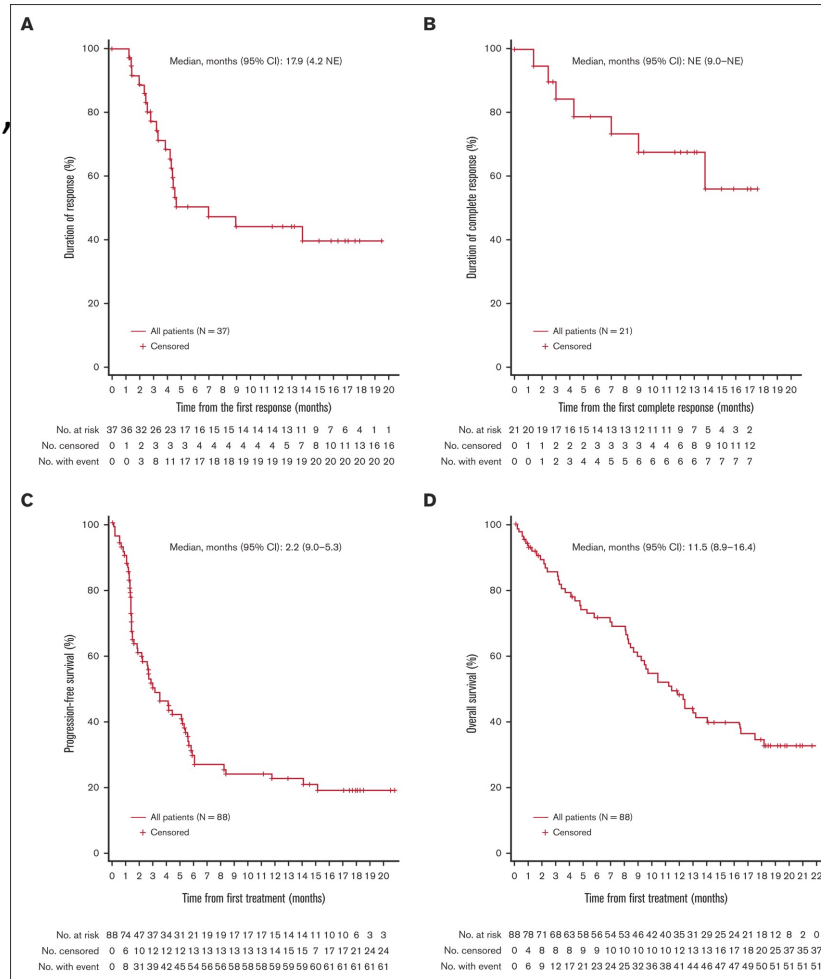 A
Median, months (95% CI): 17.9 (4.2 NE)
Duration of response (%)
100
80
60
40
20
0
All patients (N = 37)
Censored
0 1 2 3 4 5 6 7 8 9 10 11 12 13 14 15 16 17 18 19 20
Time from the first response (months)
No. at risk 37 36 32 26 23 17 16 15 15 14 14 14 14 13 11 9 7 6 4 1 1
No. censored 0 1 2 3 3 3 4 4 4 4 4 4 4 5 7 8 10 11 13 16 16
No. with event 0 0 3 8 11 17 17 18 18 19 19 19 19 19 20 20 20 20 20 20 20
B
Median, months (95% CI): NE (9.0–NE)
Duration of complete response (%)
100
80
60
40
20
0
All patients (N = 21)
Censored
0 1 2 3 4 5 6 7 8 9 10 11 12 13 14 15 16 17 18 19 20
Time from the first complete response (months)
No. at risk 21 20 19 17 16 15 14 13 13 12 11 11 9 7 5 4 3 2
No. censored 0 1 1 2 2 2 3 3 3 3 4 4 6 8 9 10 11 12
No. with event 0 0 1 2 3 4 4 5 5 6 6 6 6 6 7 7 7 7
C
Median, months (95% CI): 2.2 (9.0–5.3)
Progression-free survival (%)
100
80
60
40
20
0
All patients (N = 88)
Censored
0 1 2 3 4 5 6 7 8 9 10 11 12 13 14 14 16 17 18 19 20
Time from first treatment (months)
No. at risk 88 74 47 37 34 31 21 19 19 17 17 17 15 14 14 11 10 10 6 3 3
No. censored 0 6 10 12 12 12 13 13 13 13 13 13 14 15 15 7 17 17 21 24 24
No. with event 0 8 31 39 42 45 54 56 56 58 58 58 59 59 59 60 61 61 61 61 61
D
Median, months (95% CI): 11.5 (8.9–16.4)
Overall survival (%)
100
80
60
40
20
0
All patients (N = 88)
Censored
0 1 2 3 4 5 6 7 8 9 10 11 12 13 14 15 16 17 18 19 20 21 22
Time from first treatment (months)
No. at risk 88 78 71 68 63 58 56 54 53 46 42 40 35 31 29 25 24 21 18 12 8 2 0
No. censored 0 4 8 8 8 9 9 10 10 10 10 10 12 13 13 16 17 18 20 25 37 35 37
No. with event 0 6 9 12 17 21 23 24 25 32 36 38 41 44 46 47 47 49 50 51 51 51 51